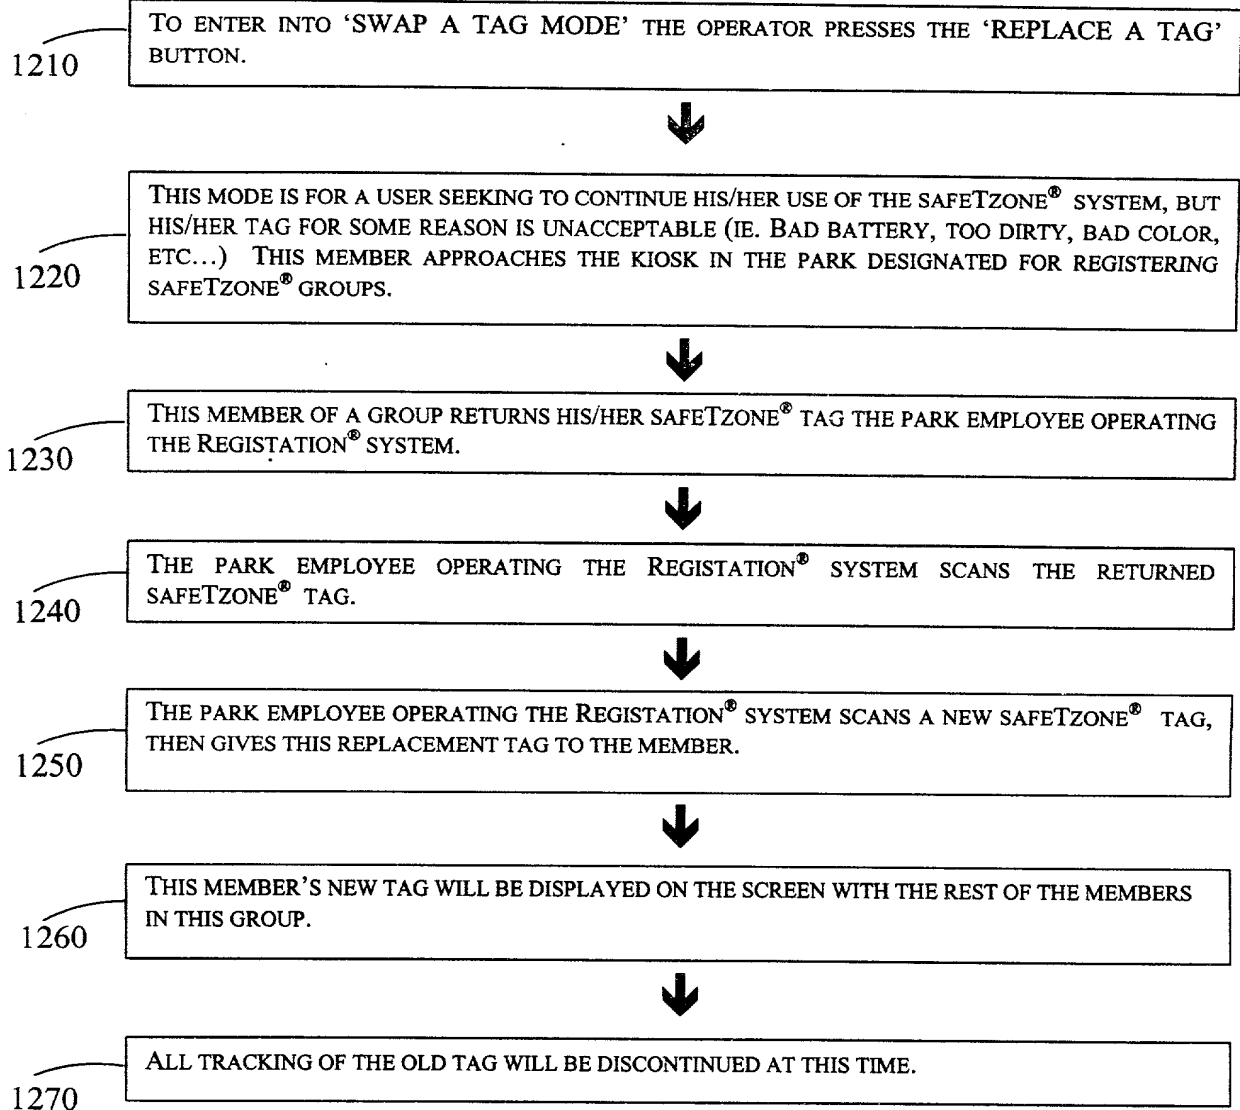 TO ENTER INTO ‘SWAP A TAG MODE’ THE OPERATOR PRESSES THE ‘REPLACE A TAG’
BUTTON.
1210
THIS MODE IS FOR A USER SEEKING TO CONTINUE HIS/HER USE OF THE SAFETZONE® SYSTEM, BUT
HIS/HER TAG FOR SOME REASON IS UNACCEPTABLE (IE. BAD BATTERY, TOO DIRTY, BAD COLOR,
ETC...) THIS MEMBER APPROACHES THE KIOSK IN THE PARK DESIGNATED FOR REGISTERING
SAFETZONE® GROUPS.
1220
THIS MEMBER OF A GROUP RETURNS HIS/HER SAFETZONE® TAG THE PARK EMPLOYEE OPERATING
THE REGISTATION® SYSTEM.
1230
THE PARK EMPLOYEE OPERATING THE REGISTATION® SYSTEM SCANS THE RETURNED
SAFETZONE® TAG.
1240
THE PARK EMPLOYEE OPERATING THE REGISTATION® SYSTEM SCANS A NEW SAFETZONE® TAG,
THEN GIVES THIS REPLACEMENT TAG TO THE MEMBER.
1250
THIS MEMBER’S NEW TAG WILL BE DISPLAYED ON THE SCREEN WITH THE REST OF THE MEMBERS
IN THIS GROUP.
1260
ALL TRACKING OF THE OLD TAG WILL BE DISCONTINUED AT THIS TIME.
1270